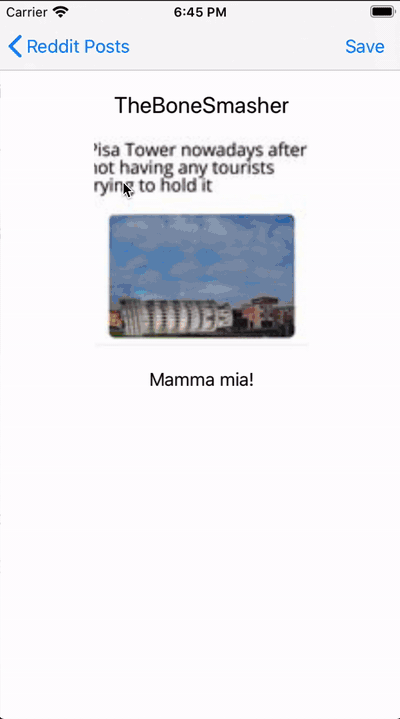 Carrier 6:45 PM
Reddit Posts Save
TheBoneSmasher
Pisa Tower nowadays after
not having any tourists
rying to hold it
Mamma mia!